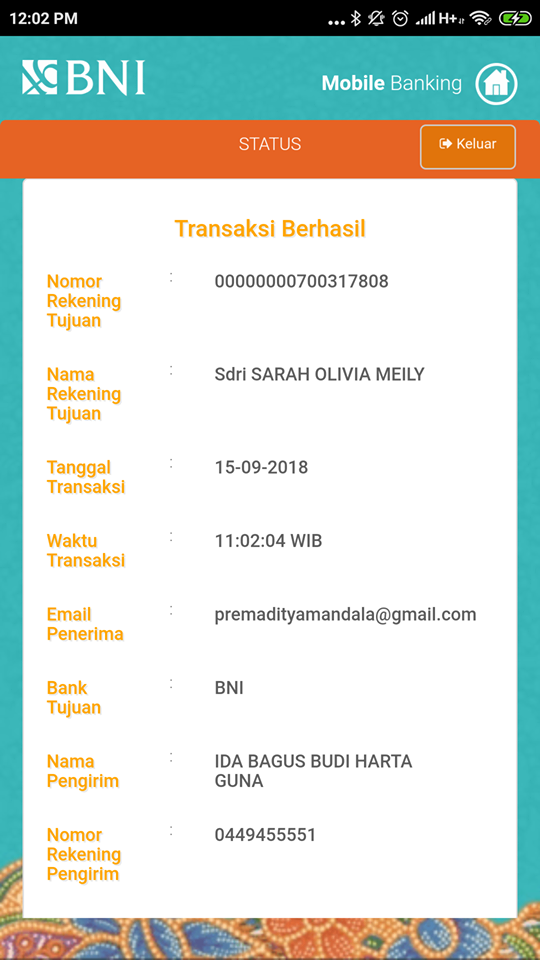 12:02 PM
H+
BNI
Mobile Banking
STATUS
Keluar
Transaksi Berhasil
Nomor Rekening Tujuan : 00000000700317808
Nama Rekening Tujuan : Sdri SARAH OLIVIA MEILY
Tanggal Transaksi : 15-09-2018
Waktu Transaksi : 11:02:04 WIB
Email Penerima : premadityamandala@gmail.com
Bank Tujuan : BNI
Nama Pengirim : IDA BAGUS BUDI HARTA GUNA
Nomor Rekening Pengirim : 0449455551